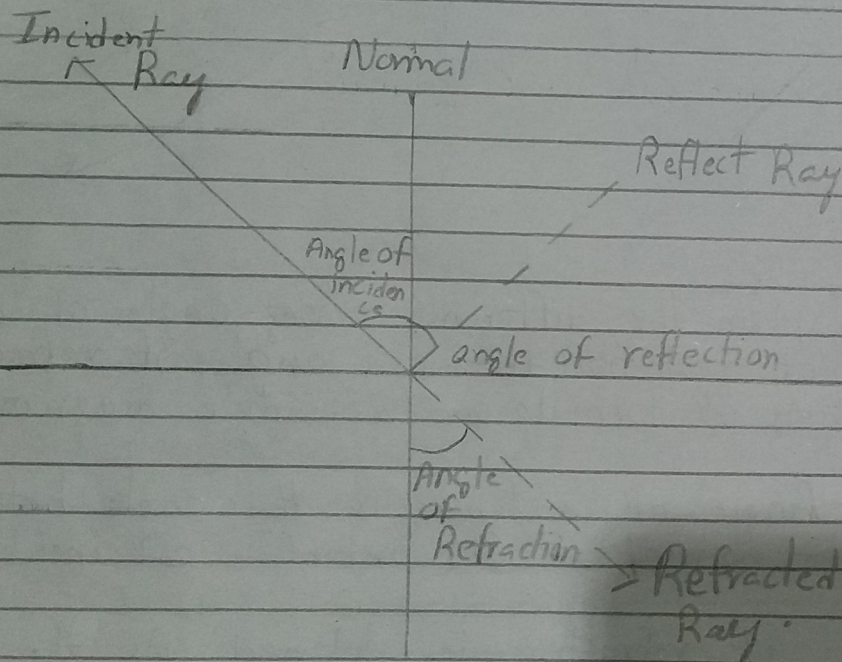 Incident
Ray
Normal
Reflect Ray
Angle of
inciden
ce
angle of reflection
Angle
of
Refraction
Refracted
Ray.